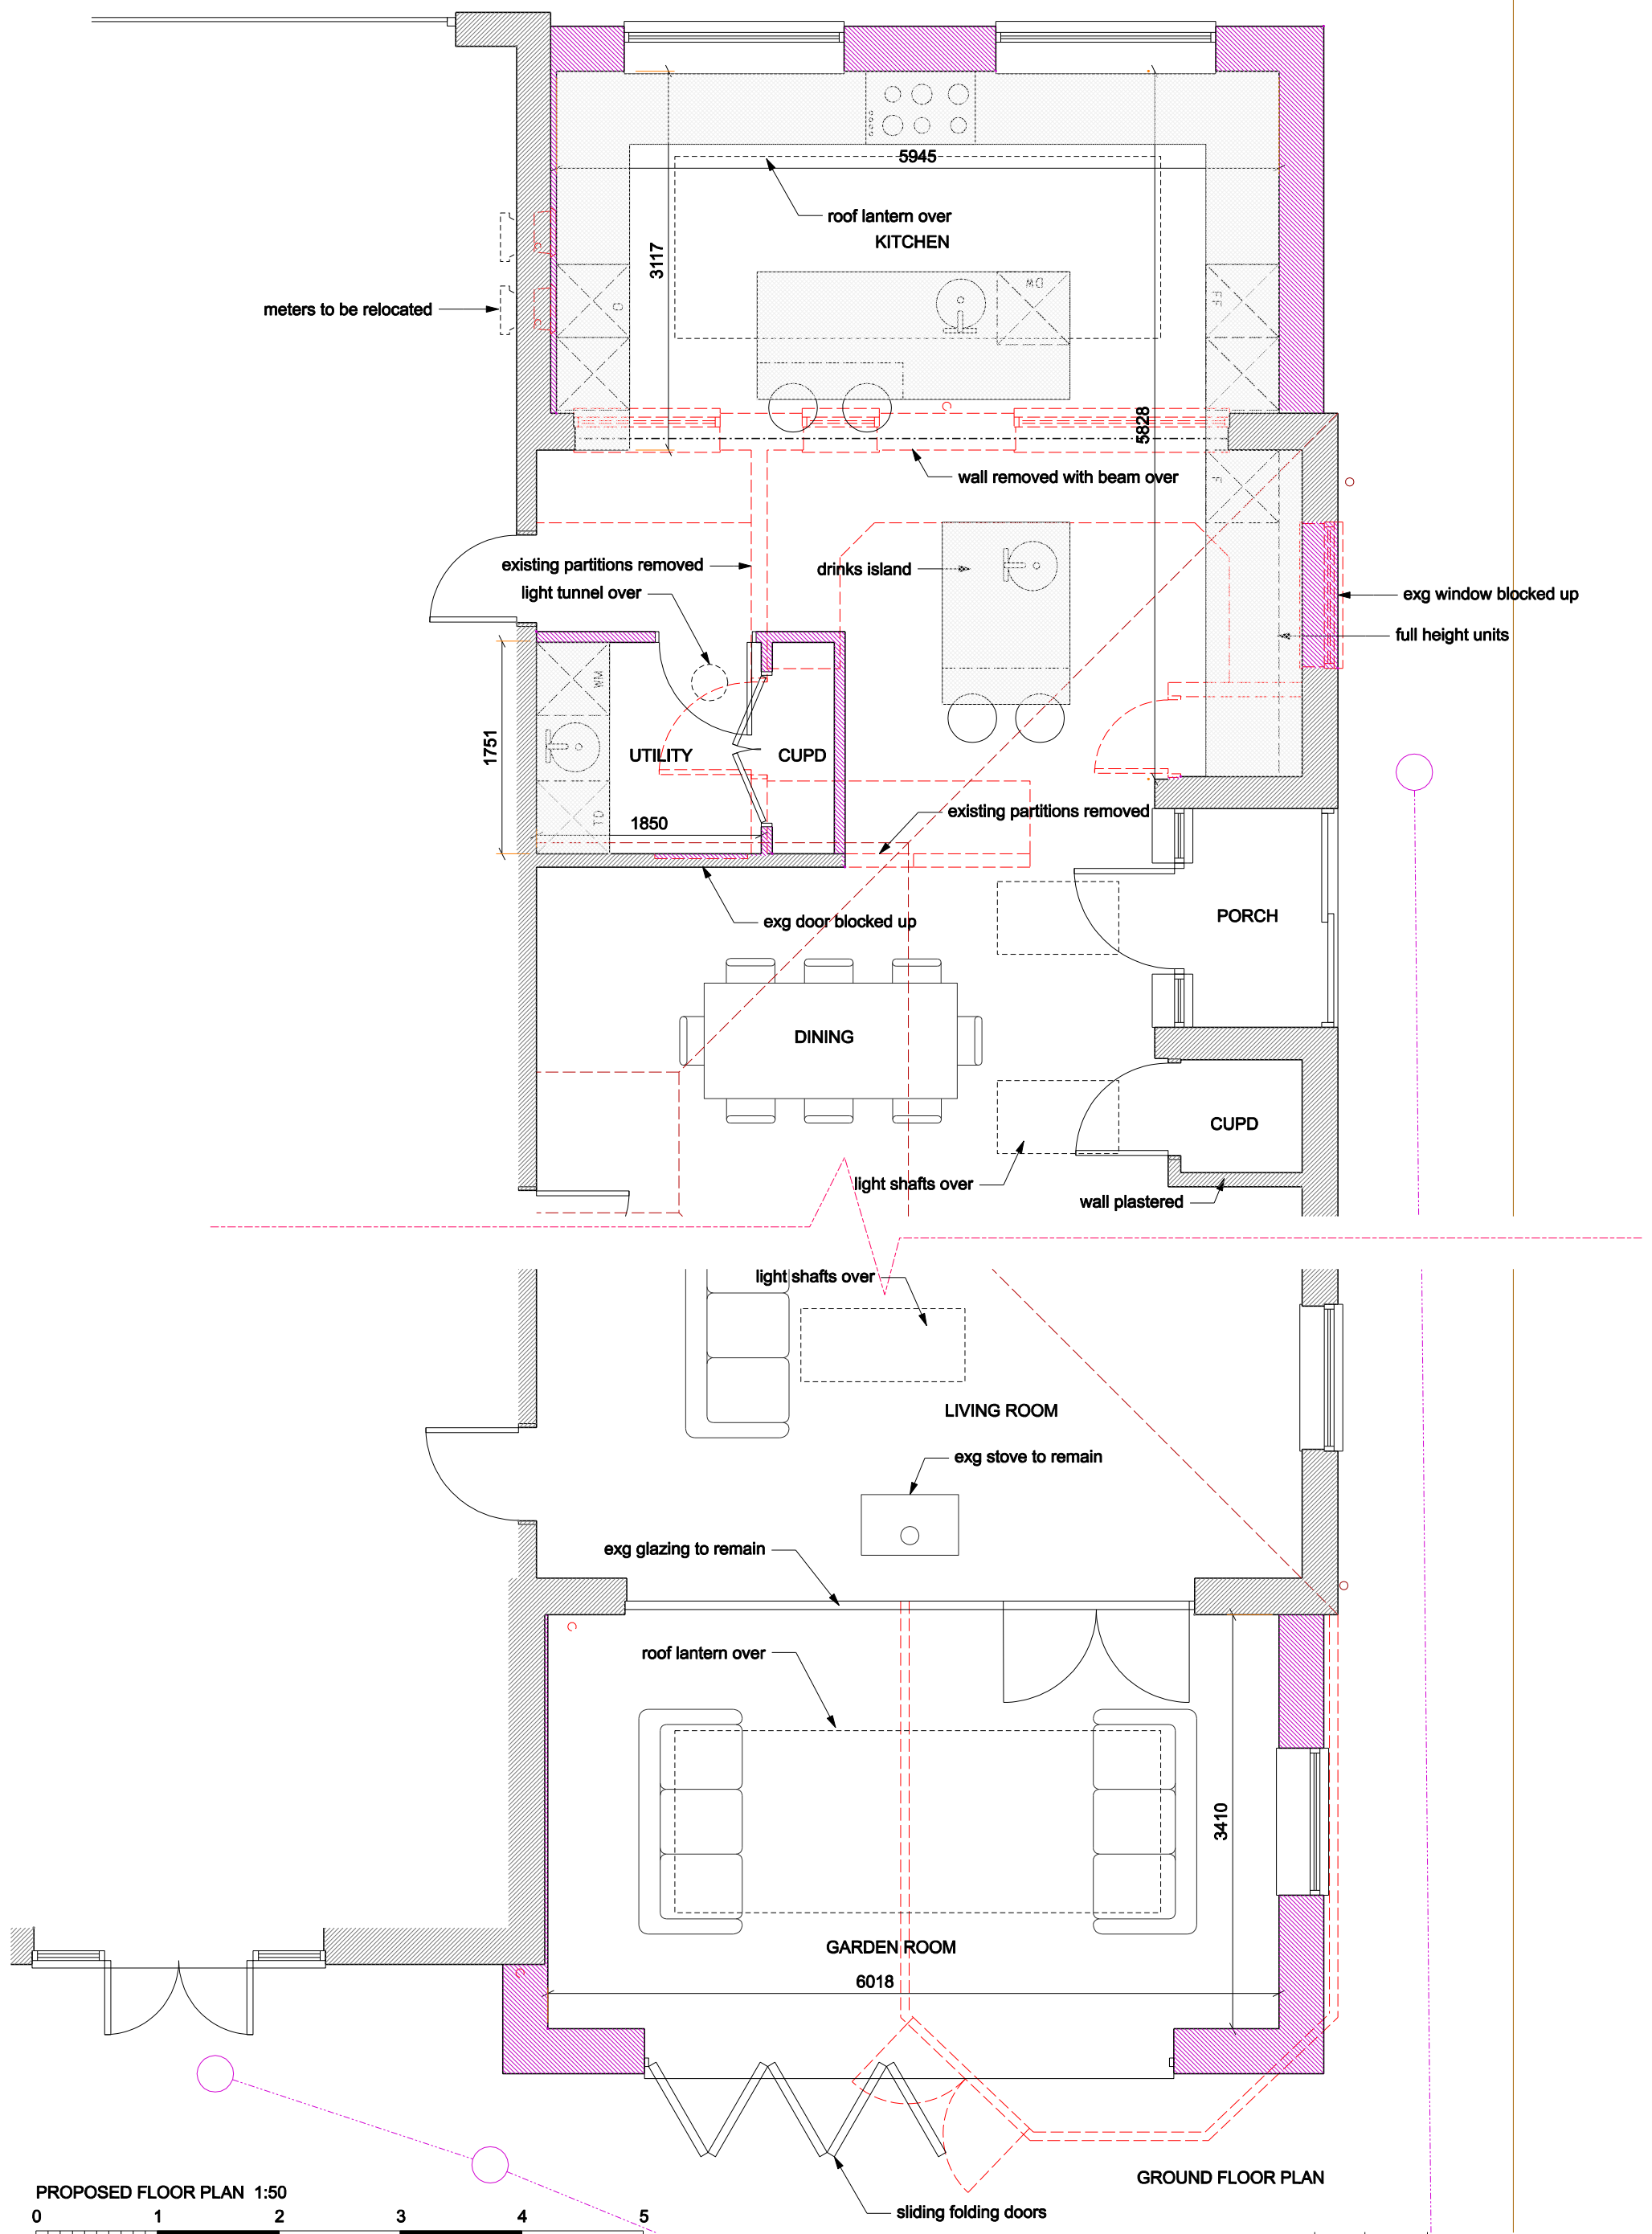 5945
roof lantern over
KITCHEN
3117
DW
O
FF
meters to be relocated
5828
wall removed with beam over
F
existing partitions removed
drinks island
light tunnel over
exg window blocked up
full height units
WM
1751
UTILITY
CUPD
TD
1850
existing partitions removed
exg door blocked up
PORCH
DINING
CUPD
light shafts over
wall plastered
light shafts over
LIVING ROOM
exg stove to remain
exg glazing to remain
roof lantern over
3410
GARDEN ROOM
6018
GROUND FLOOR PLAN
PROPOSED FLOOR PLAN 1:50
sliding folding doors
0 1 2 3 4 5